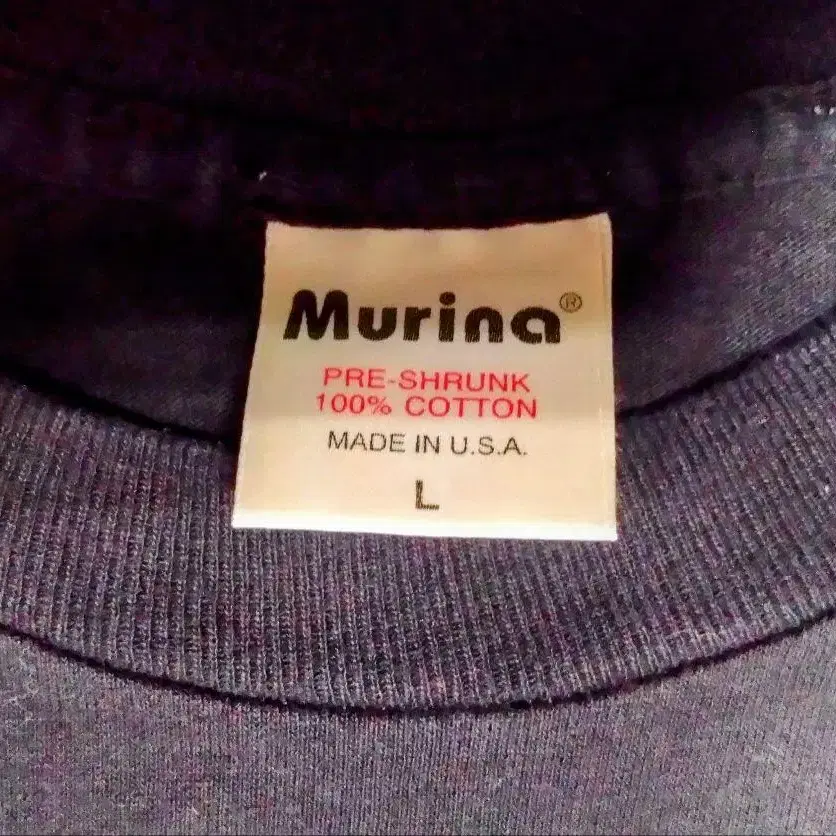 Murina®
PRE-SHRUNK
100% COTTON
MADE IN U.S.A.
L